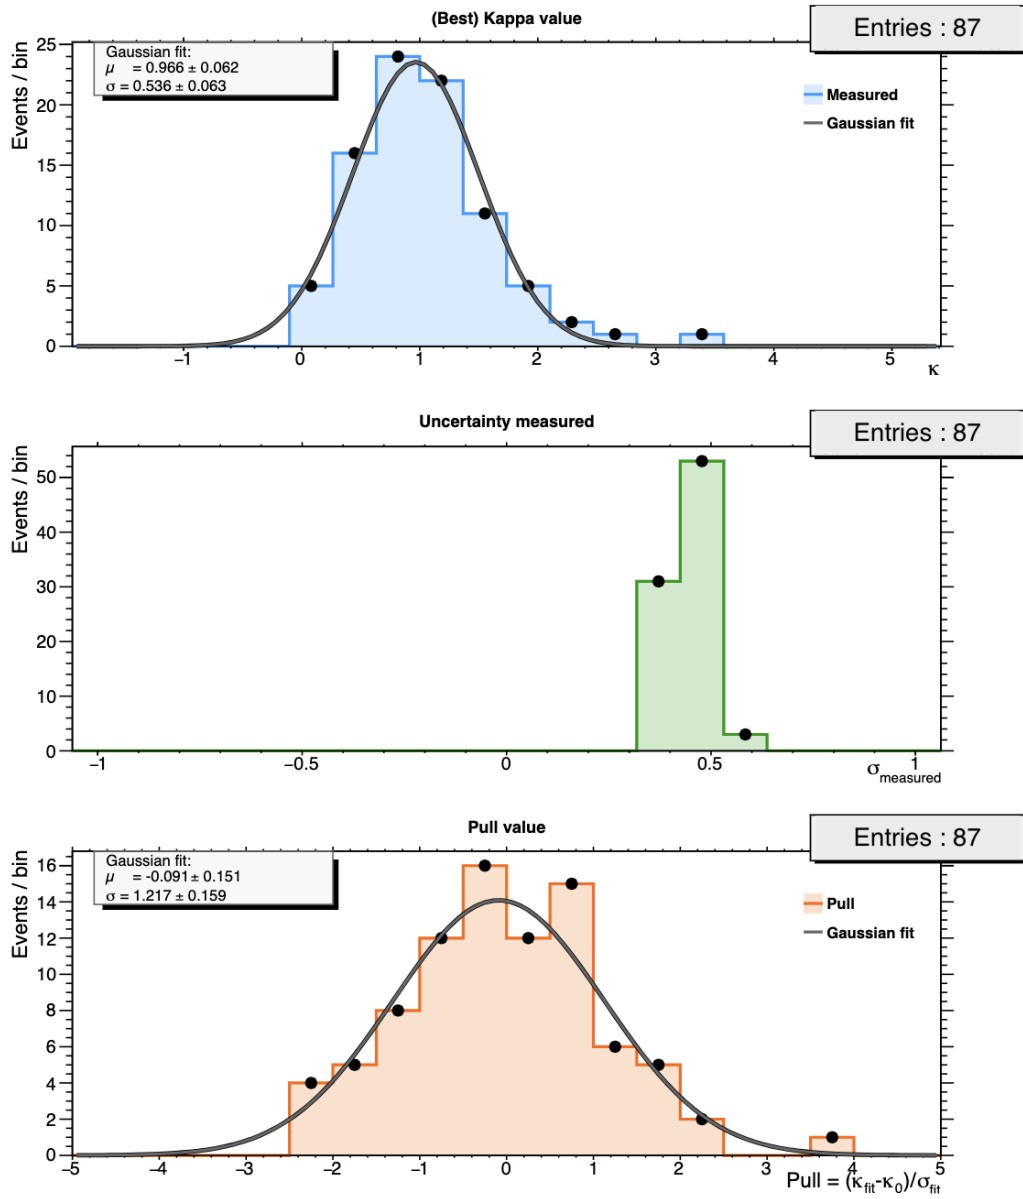 (Best) Kappa value
Entries : 87
Gaussian fit:
μ = 0.966 ± 0.062
σ = 0.536 ± 0.063
Events / bin
25
20
15
10
5
0
Measured
Gaussian fit
−1 0 1 2 3 4 5
κ
Uncertainty measured
Entries : 87
Events / bin
50
40
30
20
10
0
−1 −0.5 0 0.5 1
σmeasured
Pull value
Entries : 87
Gaussian fit:
μ = -0.091 ± 0.151
σ = 1.217 ± 0.159
Events / bin
16
14
12
10
8
6
4
2
0
Pull
Gaussian fit
−5 −4 −3 −2 −1 0 1 2 3 4 5
Pull = (κfit-κ0)/σfit